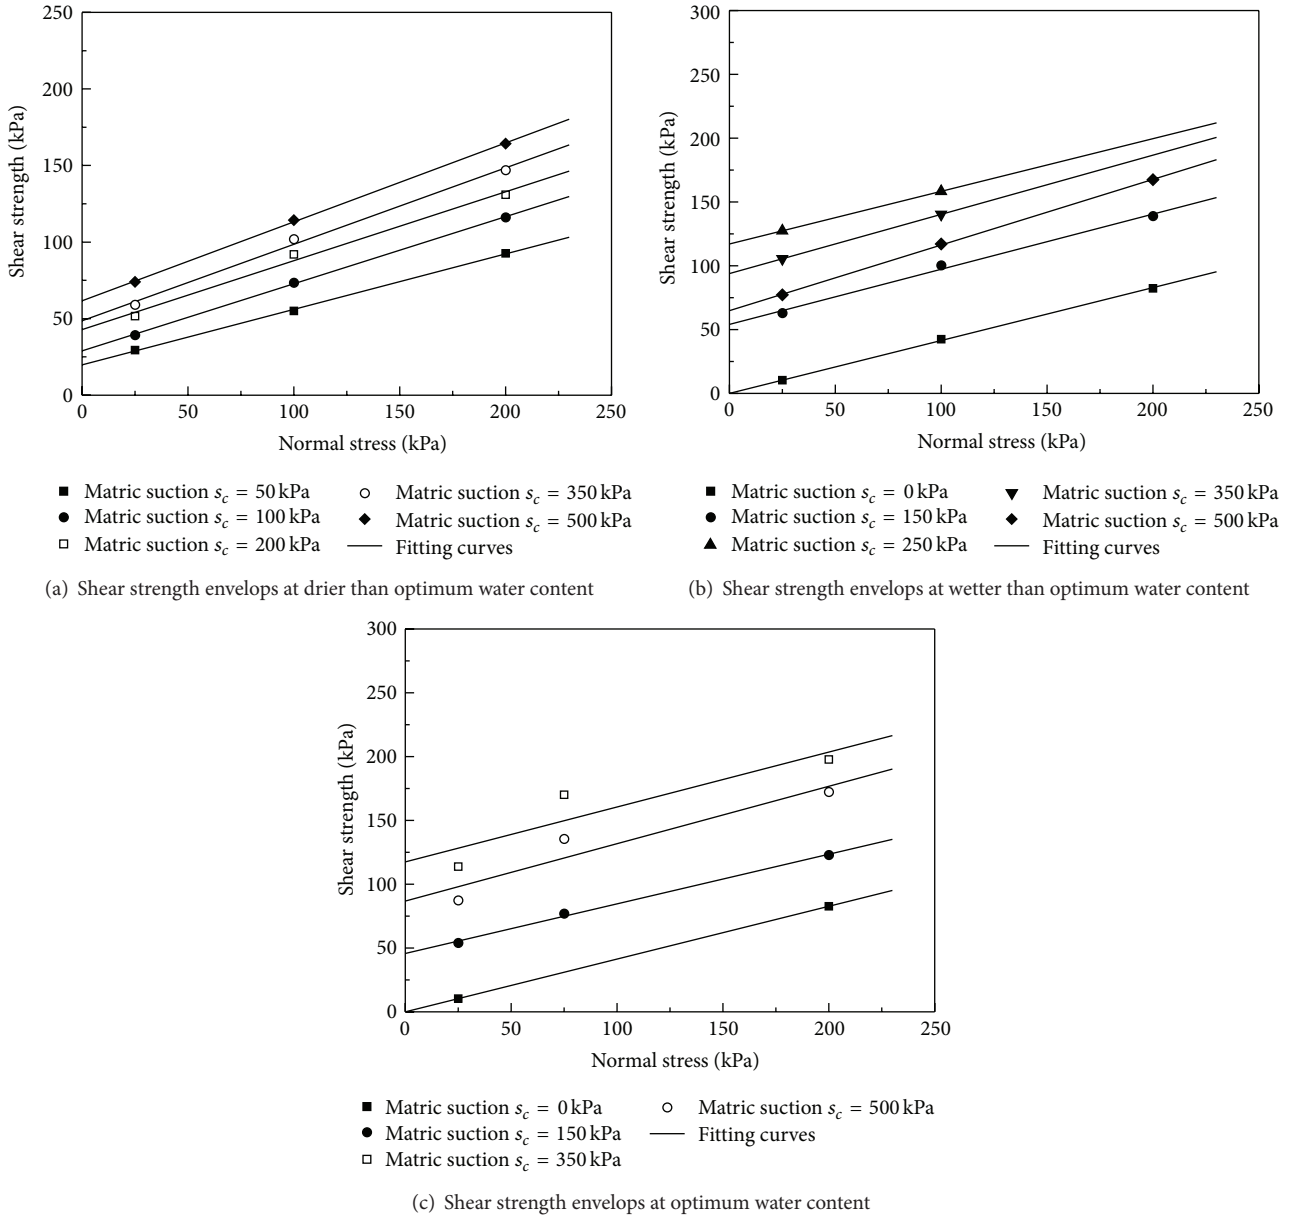 250
200
150
100
50
0
Shear strength (kPa)
0 50 100 150 200 250
Normal stress (kPa)
Matric suction s_c = 50 kPa
Matric suction s_c = 100 kPa
Matric suction s_c = 200 kPa
Matric suction s_c = 350 kPa
Matric suction s_c = 500 kPa
Fitting curves
(a) Shear strength envelops at drier than optimum water content
300
250
200
150
100
50
0
Shear strength (kPa)
0 50 100 150 200 250
Normal stress (kPa)
Matric suction s_c = 0 kPa
Matric suction s_c = 150 kPa
Matric suction s_c = 250 kPa
Matric suction s_c = 350 kPa
Matric suction s_c = 500 kPa
Fitting curves
(b) Shear strength envelops at wetter than optimum water content
300
250
200
150
100
50
0
Shear strength (kPa)
0 50 100 150 200 250
Normal stress (kPa)
Matric suction s_c = 0 kPa
Matric suction s_c = 150 kPa
Matric suction s_c = 350 kPa
Matric suction s_c = 500 kPa
Fitting curves
(c) Shear strength envelops at optimum water content